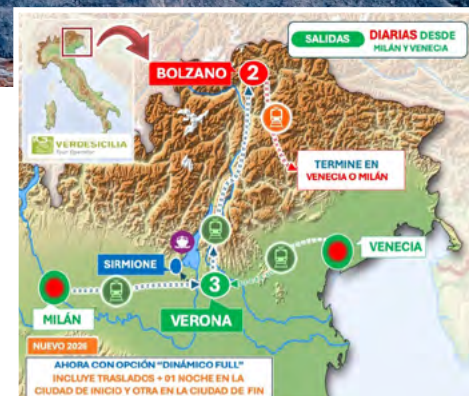 SALIDAS DIARIAS DESDE
MILÁN Y VENECIA
BOLZANO 2
VERDESICILIA
Tour Operator
TERMINE EN
VENECIA O MILÁN
VENECIA
SIRMIONE
3
MILÁN
VERONA
NUEVO 2026
AHORA CON OPCIÓN "DINÁMICO FULL"
INCLUYE TRASLADOS + 01 NOCHE EN LA
CIUDAD DE INICIO Y OTRA EN LA CIUDAD DE FIN